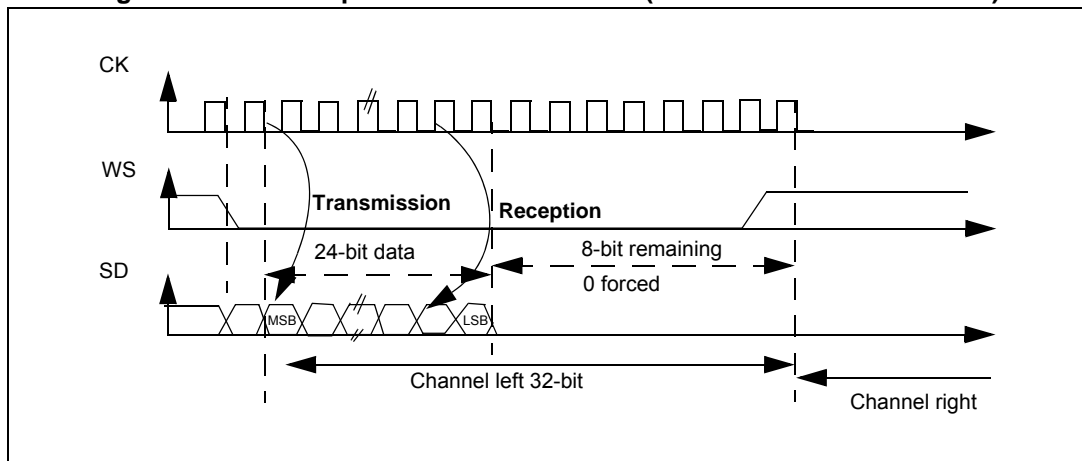 CK
WS
Transmission
Reception
24-bit data
8-bit remaining
0 forced
SD
MSB
LSB
Channel left 32-bit
Channel right